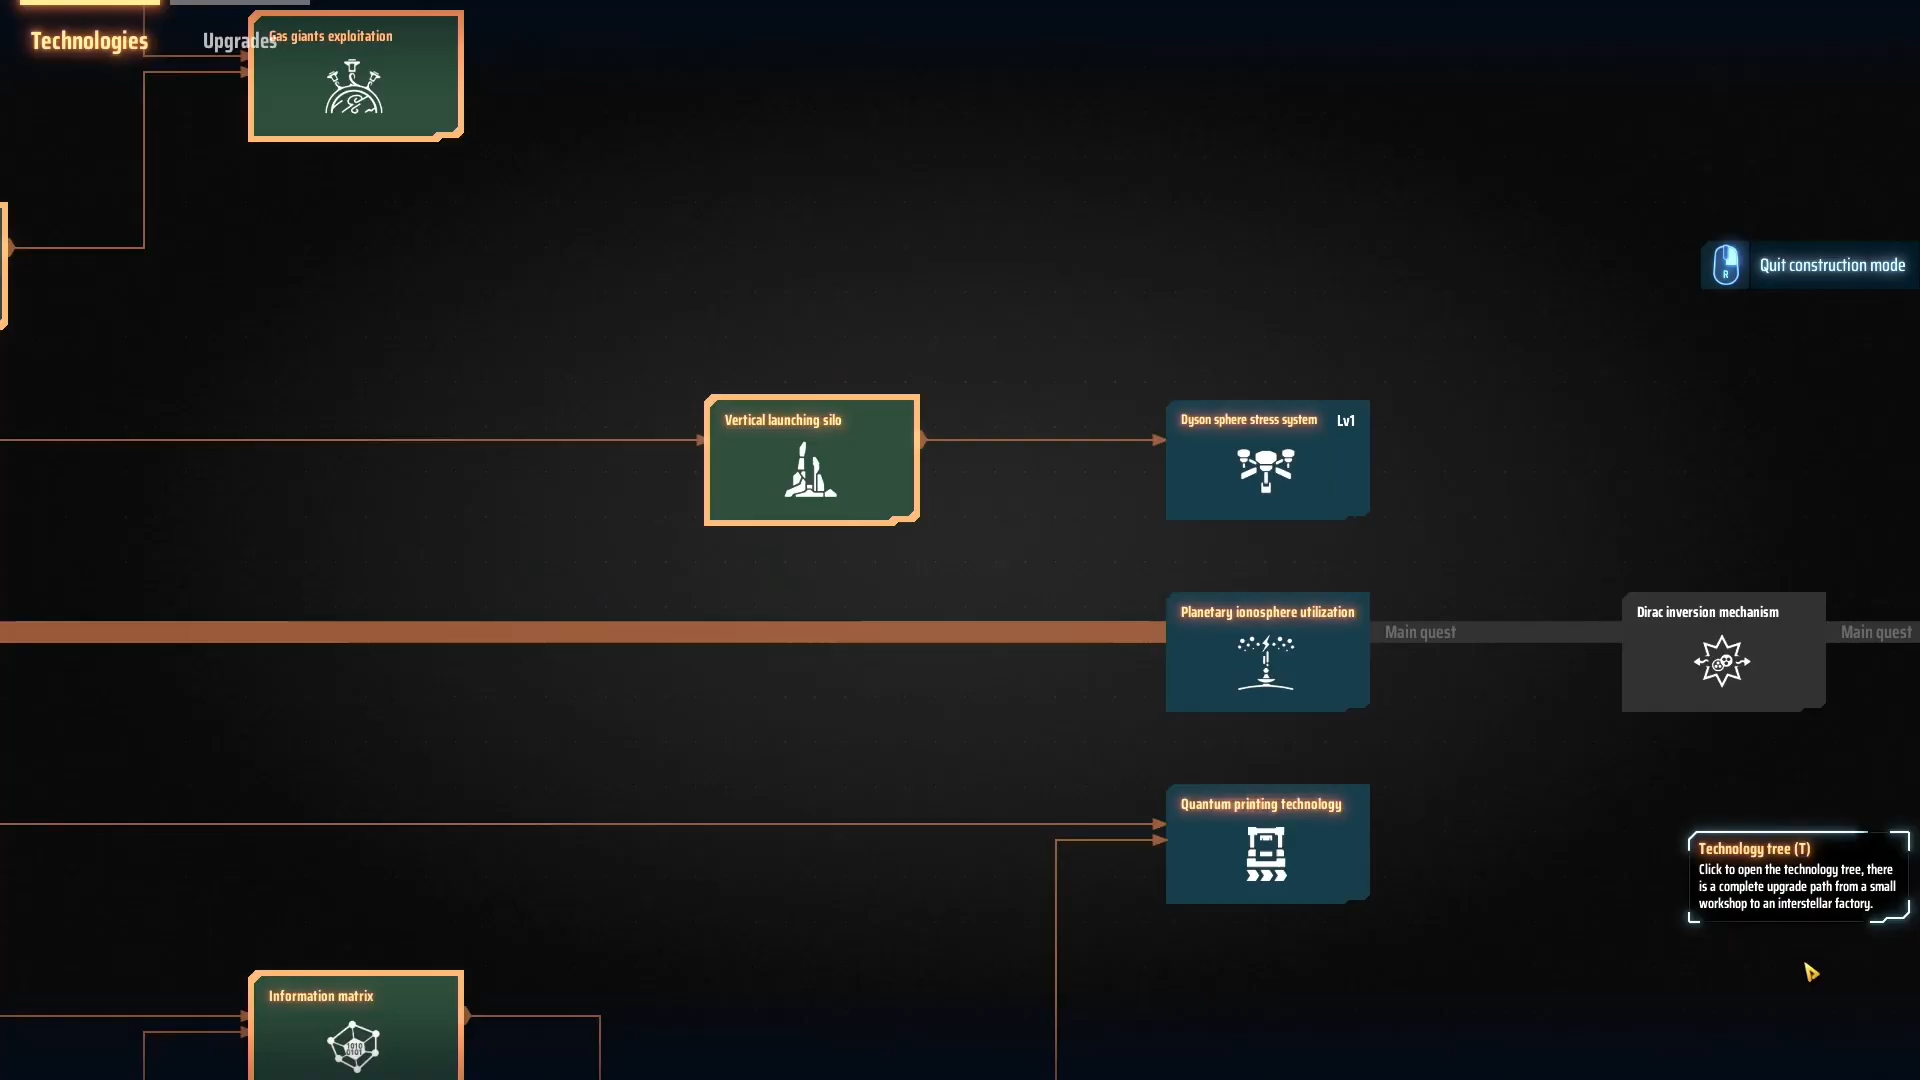 Technologies
Upgrades
Gas giants exploitation
R
Quit construction mode
Vertical launching silo
Dyson sphere stress system Lv1
Planetary ionosphere utilization
Main quest
Dirac inversion mechanism
Main quest
Quantum printing technology
Technology tree (T)
Click to open the technology tree, there
is a complete upgrade path from a small
workshop to an interstellar factory.
Information matrix
1010
0101